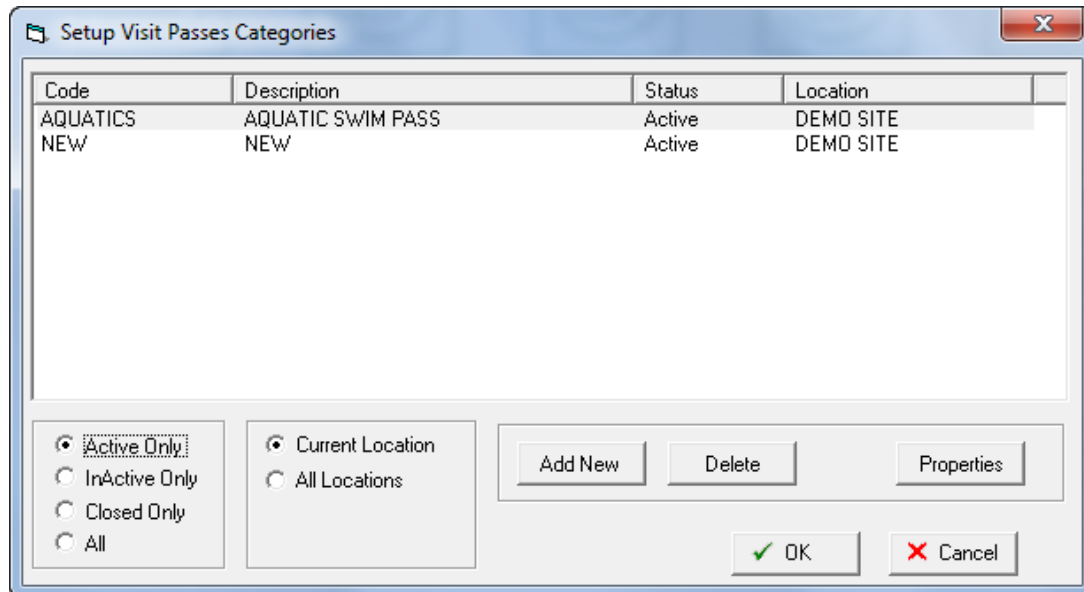 Setup Visit Passes Categories
Code Description Status Location
AQUATICS AQUATIC SWIM PASS Active DEMO SITE
NEW NEW Active DEMO SITE
Active Only
InActive Only
Closed Only
All
Current Location
All Locations
Add New Delete Properties
OK Cancel